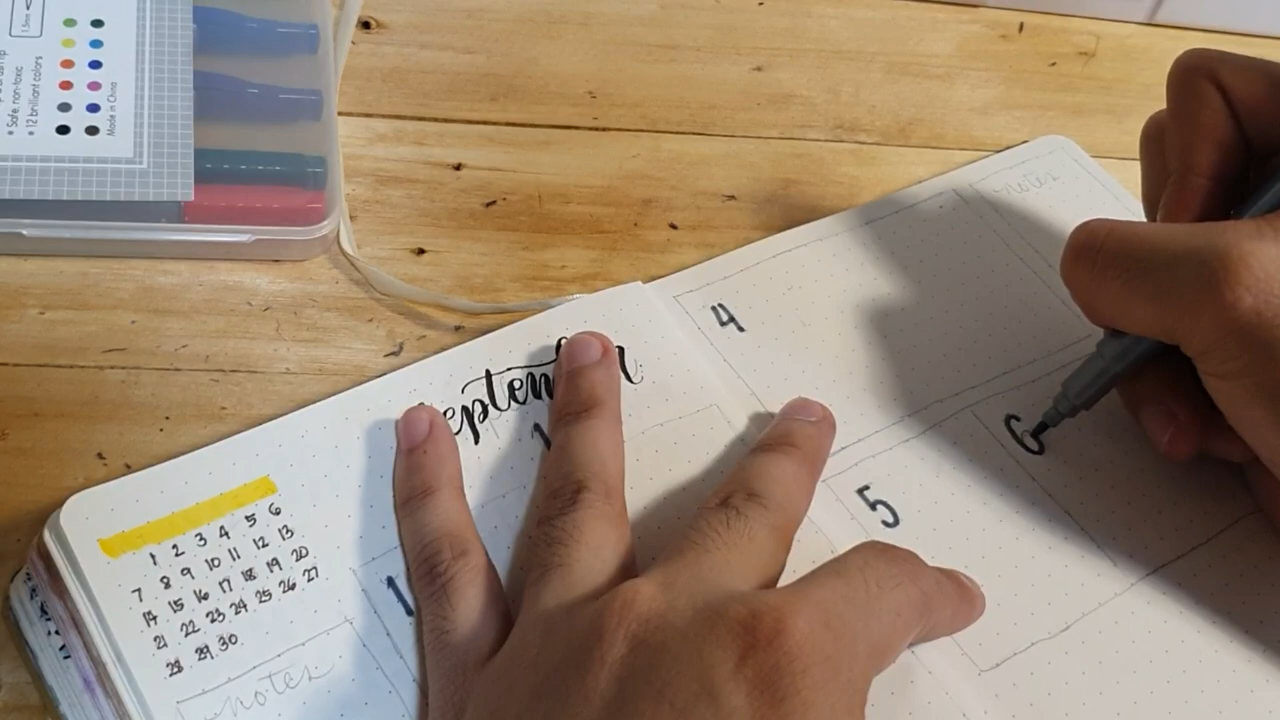 Safe, non-toxic
12 brilliant colors
Made in China
notes
4
6
5
1
1 2 3 4 5 6
7 8 9 10 11 12 13
14 15 16 17 18 19 20
21 22 23 24 25 26 27
28 29 30
notes